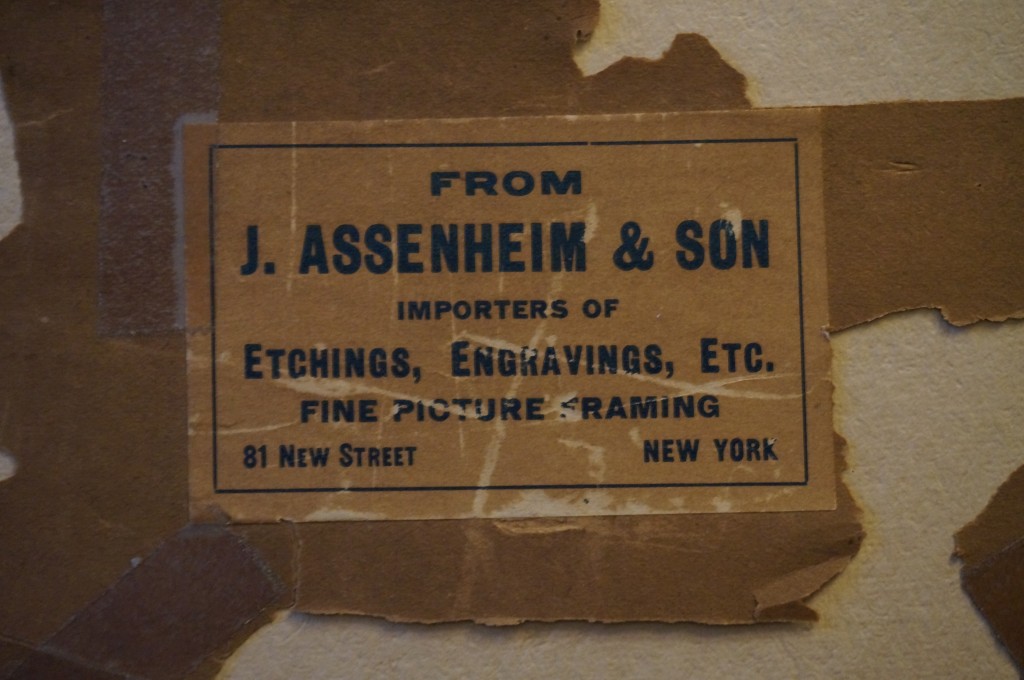 FROM
J. ASSENHEIM & SON
IMPORTERS OF
ETCHINGS, ENGRAVINGS, ETC.
FINE PICTURE FRAMING
81 NEW STREET NEW YORK